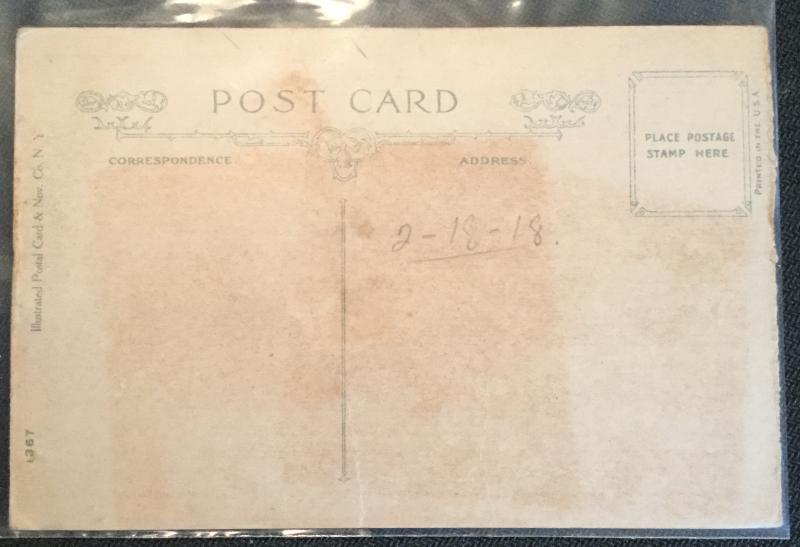 POST CARD
CORRESPONDENCE
ADDRESS
PLACE POSTAGE
STAMP HERE
PRINTED IN THE U.S.A
2-18-18.
Illustrated Postal Card & Nov. Co. N. Y
1367